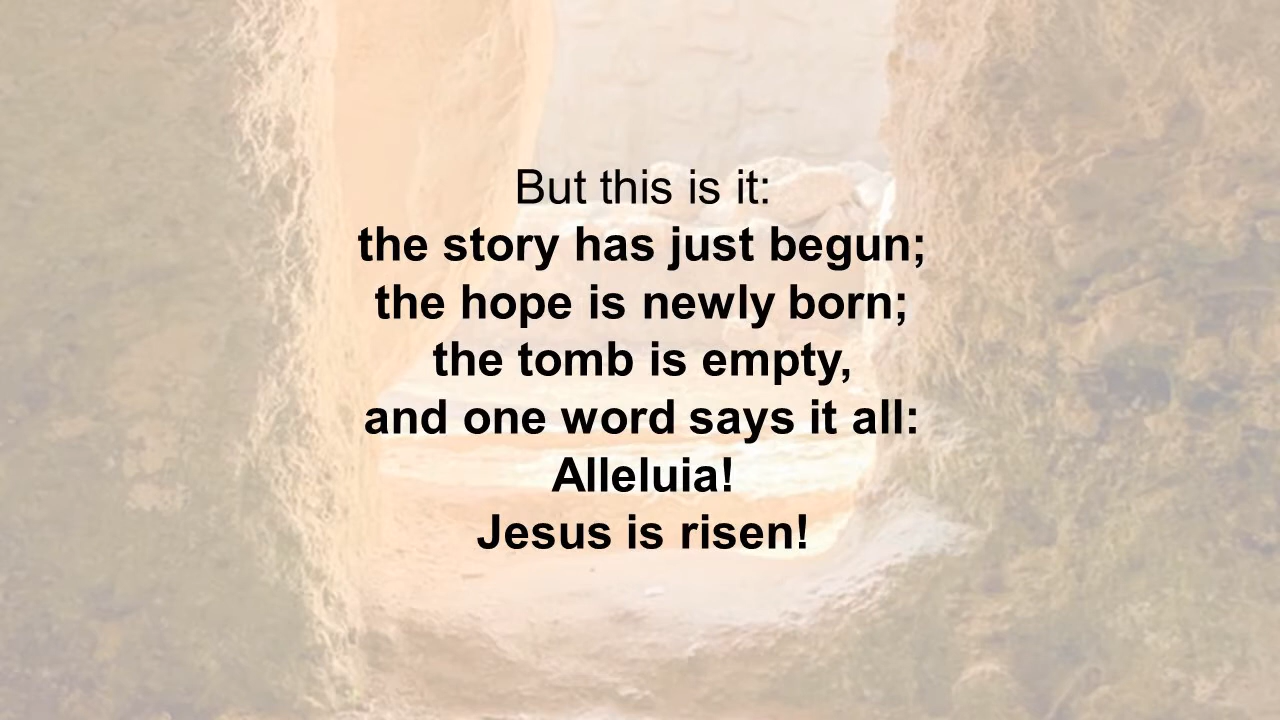 But this is it:
the story has just begun;
the hope is newly born;
the tomb is empty,
and one word says it all:
Alleluia!
Jesus is risen!